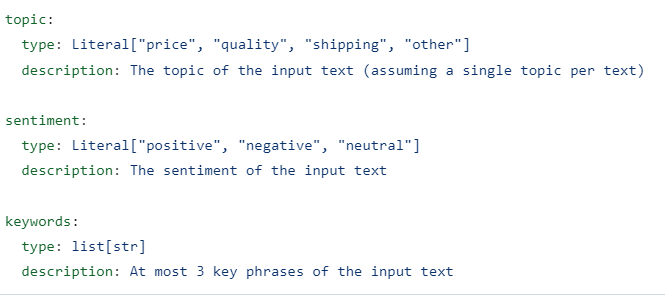 topic:
  type: Literal["price", "quality", "shipping", "other"]
  description: The topic of the input text (assuming a single topic per text)
sentiment:
  type: Literal["positive", "negative", "neutral"]
  description: The sentiment of the input text
keywords:
  type: list[str]
  description: At most 3 key phrases of the input text